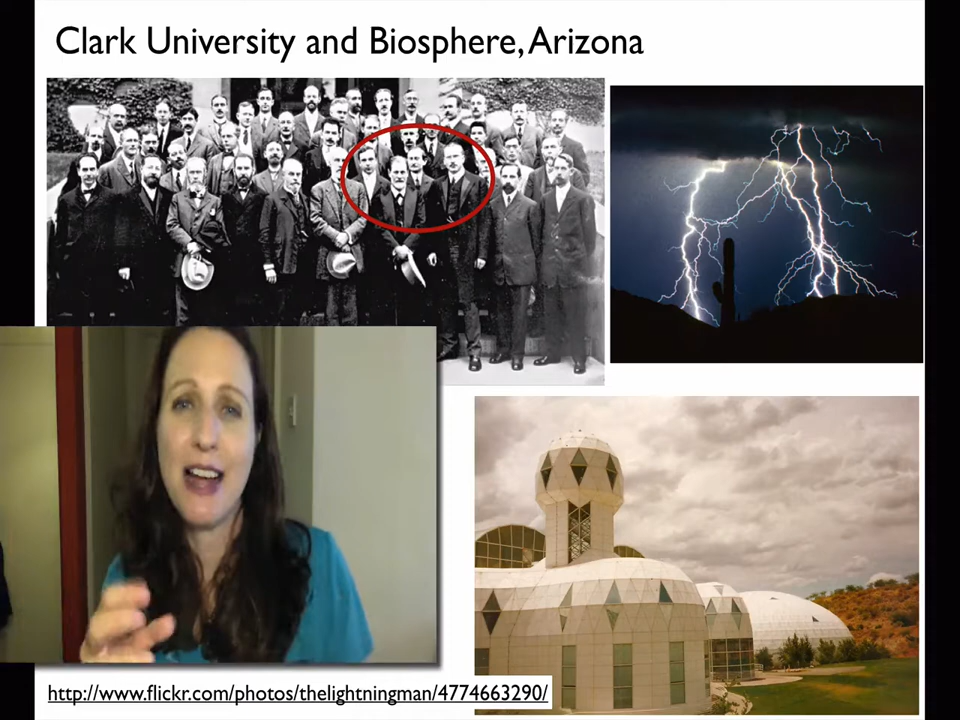 Clark University and Biosphere, Arizona
http://www.flickr.com/photos/thelightningman/4774663290/